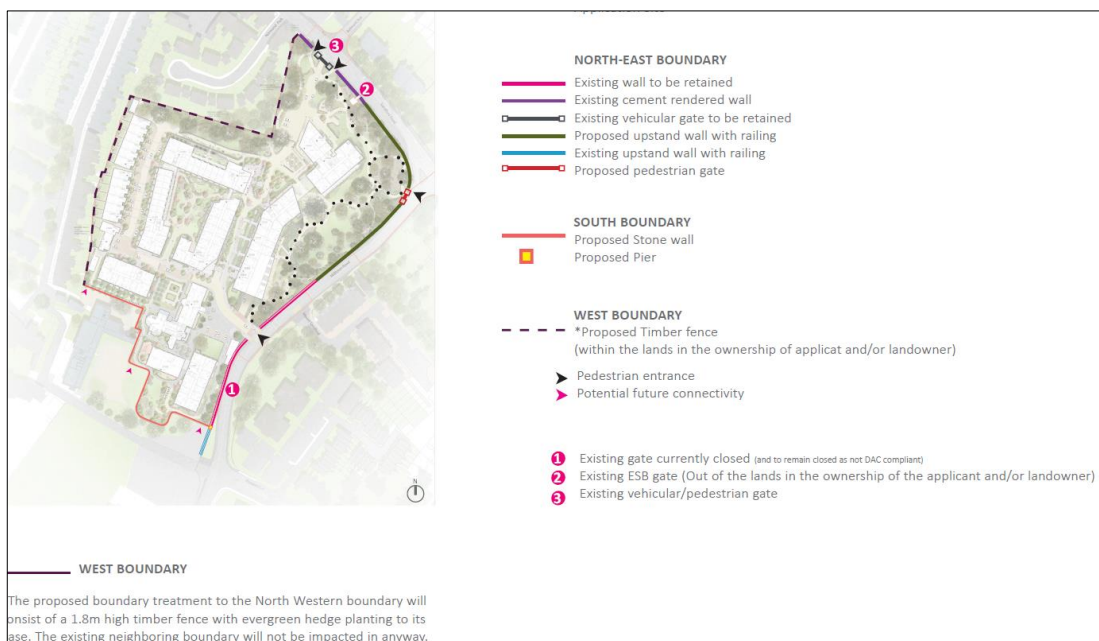 NORTH-EAST BOUNDARY
Existing wall to be retained
Existing cement rendered wall
Existing vehicular gate to be retained
Proposed upstand wall with railing
Existing upstand wall with railing
Proposed pedestrian gate
SOUTH BOUNDARY
Proposed Stone wall
Proposed Pier
WEST BOUNDARY
*Proposed Timber fence
(within the lands in the ownership of applicat and/or landowner)
Pedestrian entrance
Potential future connectivity
1 Existing gate currently closed (and to remain closed as not DAC compliant)
2 Existing ESB gate (Out of the lands in the ownership of the applicant and/or landowner)
3 Existing vehicular/pedestrian gate
3
2
1
N
WEST BOUNDARY
The proposed boundary treatment to the North Western boundary will
onsist of a 1.8m high timber fence with evergreen hedge planting to its
ase. The existing neighboring boundary will not be impacted in anyway.